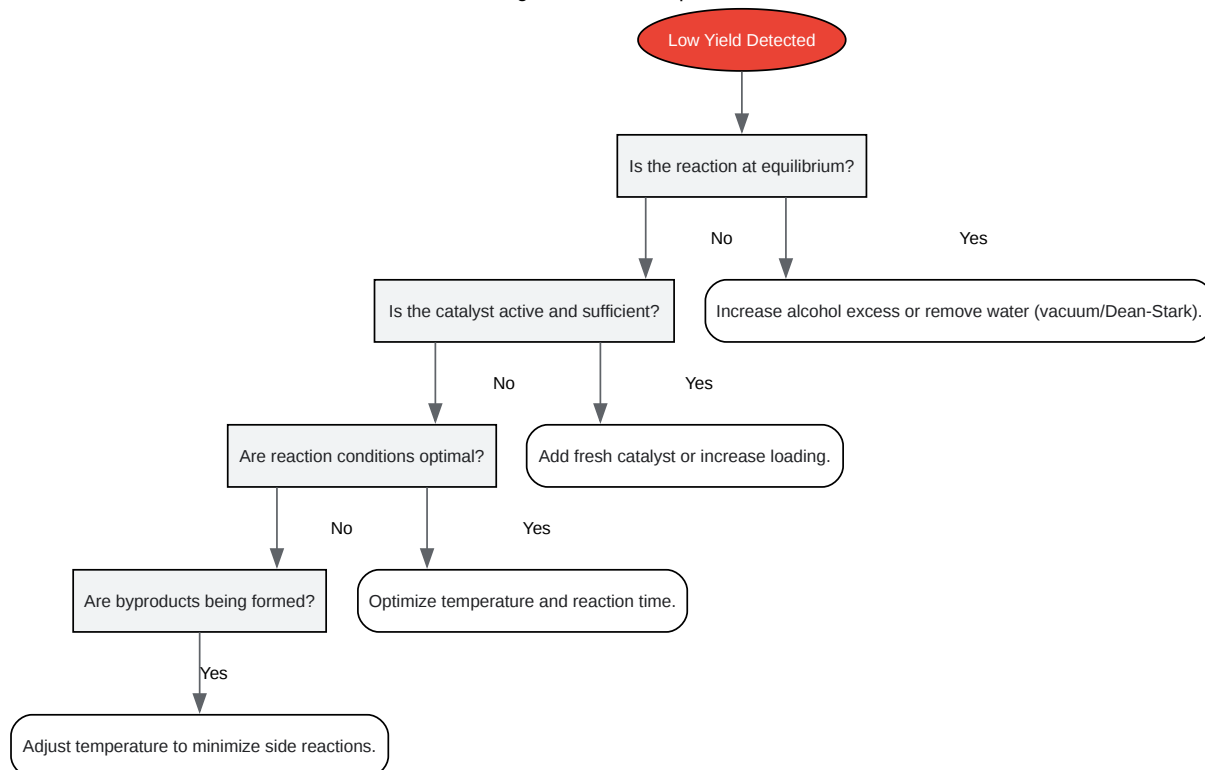 Low Yield Detected
Is the reaction at equilibrium?
No
Yes
Is the catalyst active and sufficient?
Increase alcohol excess or remove water (vacuum/Dean-Stark).
No
Yes
Are reaction conditions optimal?
Add fresh catalyst or increase loading.
No
Yes
Are byproducts being formed?
Optimize temperature and reaction time.
Yes
Adjust temperature to minimize side reactions.